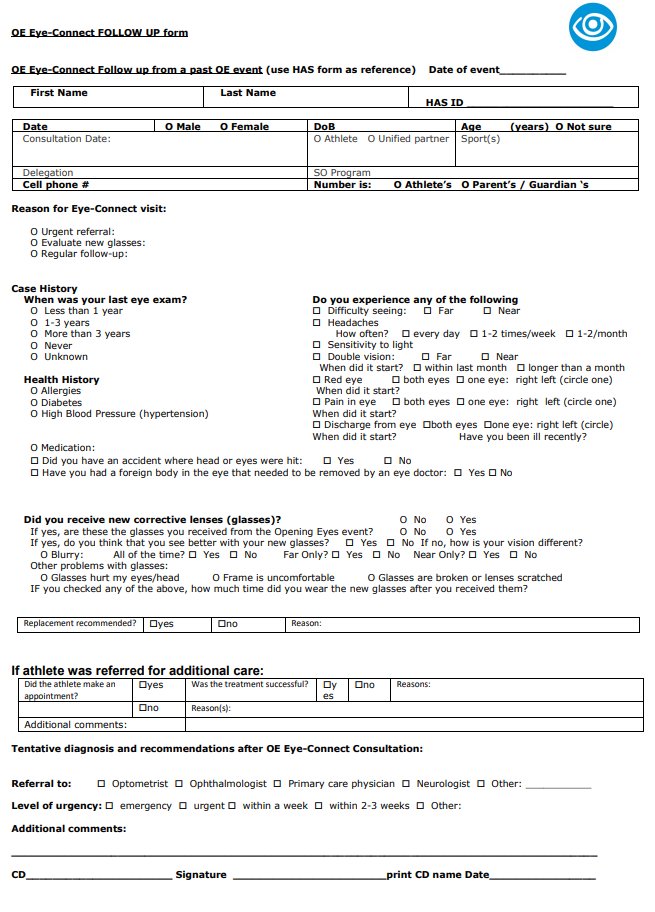 OE Eye-Connect FOLLOW UP form
OE Eye-Connect Follow up from a past OE event (use HAS form as reference) Date of event___________
First Name Last Name
HAS ID ________________________
Date O Male O Female DoB Age (years) O Not sure
Consultation Date: O Athlete O Unified partner Sport(s)
Delegation SO Program
Cell phone # Number is: O Athlete's O Parent's / Guardian 's
Reason for Eye-Connect visit:
O Urgent referral:
O Evaluate new glasses:
O Regular follow-up:
Case History
When was your last eye exam? Do you experience any of the following
O Less than 1 year ☐ Difficulty seeing: ☐ Far ☐ Near
O 1-3 years ☐ Headaches
O More than 3 years How often? ☐ every day ☐ 1-2 times/week ☐ 1-2/month
O Never ☐ Sensitivity to light
O Unknown ☐ Double vision: ☐ Far ☐ Near
When did it start? ☐ within last month ☐ longer than a month
Health History ☐ Red eye ☐ both eyes ☐ one eye: right left (circle one)
O Allergies When did it start?
O Diabetes ☐ Pain in eye ☐ both eyes ☐ one eye: right left (circle one)
O High Blood Pressure (hypertension) When did it start?
☐ Discharge from eye ☐both eyes ☐one eye: right left (circle)
When did it start? Have you been ill recently?
O Medication:
☐ Did you have an accident where head or eyes were hit: ☐ Yes ☐ No
☐ Have you had a foreign body in the eye that needed to be removed by an eye doctor: ☐ Yes ☐ No
Did you receive new corrective lenses (glasses)? O No O Yes
If yes, are these the glasses you received from the Opening Eyes event? O No O Yes
If yes, do you think that you see better with your new glasses? ☐ Yes ☐ No If no, how is your vision different?
O Blurry: All of the time? ☐ Yes ☐ No Far Only? ☐ Yes ☐ No Near Only? ☐ Yes ☐ No
Other problems with glasses:
O Glasses hurt my eyes/head O Frame is uncomfortable O Glasses are broken or lenses scratched
IF you checked any of the above, how much time did you wear the new glasses after you received them?
Replacement recommended? ☐yes ☐no Reason:
If athlete was referred for additional care:
Did the athlete make an appointment? ☐yes Was the treatment successful? ☐yes ☐no Reasons:
☐no Reason(s):
Additional comments:
Tentative diagnosis and recommendations after OE Eye-Connect Consultation:
Referral to: ☐ Optometrist ☐ Ophthalmologist ☐ Primary care physician ☐ Neurologist ☐ Other: ____________
Level of urgency: ☐ emergency ☐ urgent ☐ within a week ☐ within 2-3 weeks ☐ Other:
Additional comments:
CD________________________ Signature _________________________print CD name Date__________________